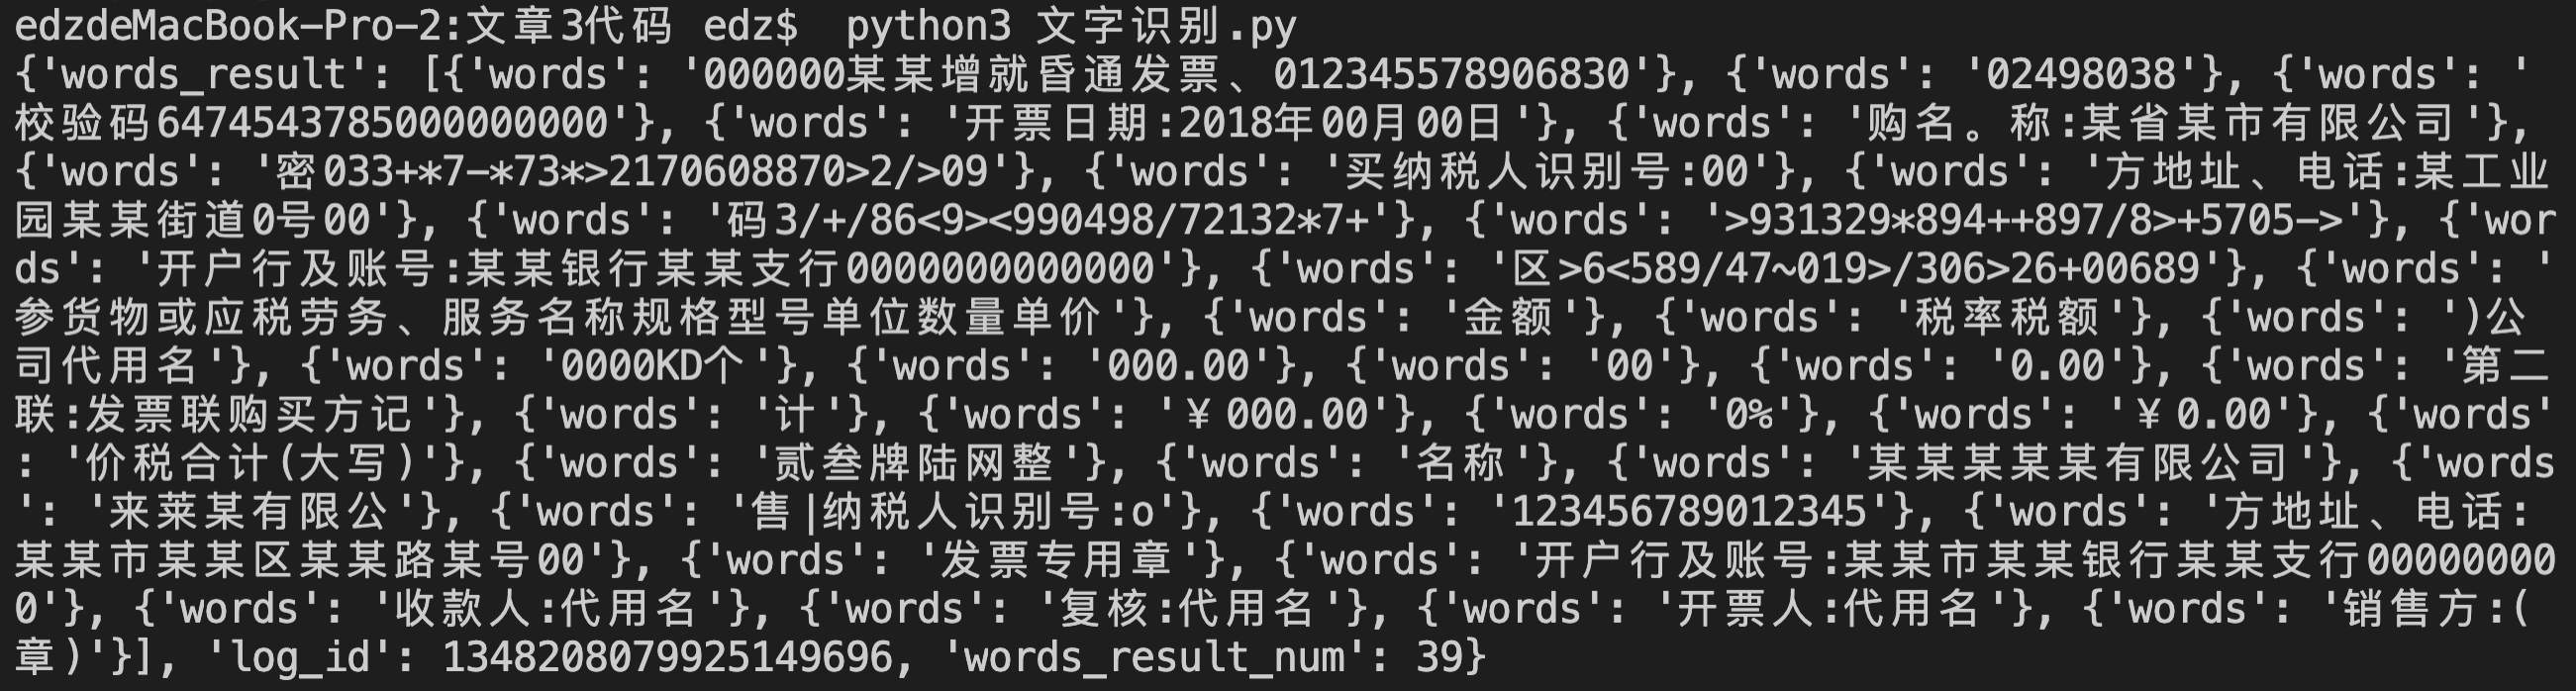 edzdeMacBook-Pro-2:文章3代码 edz$  python3 文字识别.py
{'words_result': [{'words': '000000某某增就昏通发票、012345578906830'}, {'words': '02498038'}, {'words': '
校验码64745437850000000000'}, {'words': '开票日期:2018年00月00日'}, {'words': '购名。称:某省某市有限公司'},
{'words': '密033+*7-*73*>2170608870>2/>09'}, {'words': '买纳税人识别号:00'}, {'words': '方地址、电话:某工业
园某某街道0号00'}, {'words': '码3/+/86<9><990498/72132*7+'}, {'words': '>931329*894++897/8>+5705->'}, {'wor
ds': '开户行及账号:某某银行某某支行0000000000000'}, {'words': '区>6<589/47~019>/306>26+00689'}, {'words': '
参货物或应税劳务、服务名称规格型号单位数量单价'}, {'words': '金额'}, {'words': '税率税额'}, {'words': ')公
司代用名'}, {'words': '0000KD个'}, {'words': '000.00'}, {'words': '00'}, {'words': '0.00'}, {'words': '第二
联:发票联购买方记'}, {'words': '计'}, {'words': '￥000.00'}, {'words': '0%'}, {'words': '￥0.00'}, {'words'
: '价税合计(大写)'}, {'words': '贰叁牌陆网整'}, {'words': '名称'}, {'words': '某某某某某有限公司'}, {'words
': '来莱某有限公'}, {'words': '售|纳税人识别号:o'}, {'words': '123456789012345'}, {'words': '方地址、电话:
某某市某某区某某路某号00'}, {'words': '发票专用章'}, {'words': '开户行及账号:某某市某某银行某某支行00000000
0'}, {'words': '收款人:代用名'}, {'words': '复核:代用名'}, {'words': '开票人:代用名'}, {'words': '销售方:(
章)'}], 'log_id': 1348208079925149696, 'words_result_num': 39}